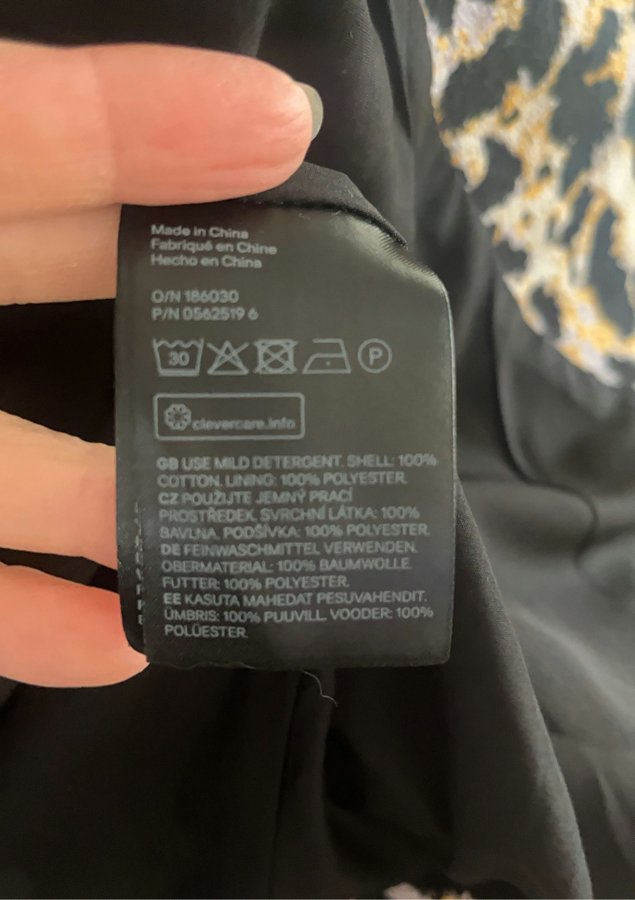 Made in China
Fabriqué en Chine
Hecho en China
O/N 186030
P/N 0562519 6
30 P
clevercare.info
GB USE MILD DETERGENT. SHELL: 100%
COTTON. LINING: 100% POLYESTER.
CZ POUŽIJTE JEMNÝ PRACÍ
PROSTŘEDEK. SVRCHNÍ LÁTKA: 100%
BAVLNA. PODŠÍVKA: 100% POLYESTER.
DE FEINWASCHMITTEL VERWENDEN.
OBERMATERIAL: 100% BAUMWOLLE.
FUTTER: 100% POLYESTER.
EE KASUTA MAHEDAT PESUVAHENDIT.
ÜMBRIS: 100% PUUVILL. VOODER: 100%
POLÜESTER.